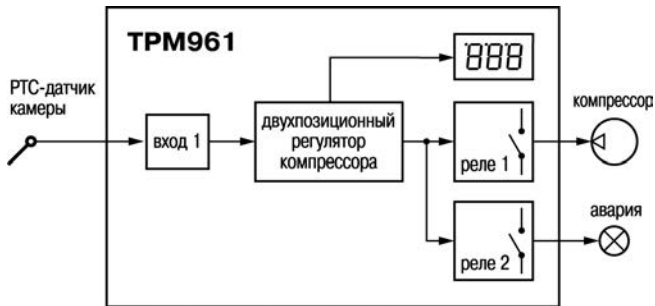 ТРМ961
888
РТС-датчик
камеры
вход 1
двухпозиционный
регулятор
компрессора
реле 1
компрессор
реле 2
авария